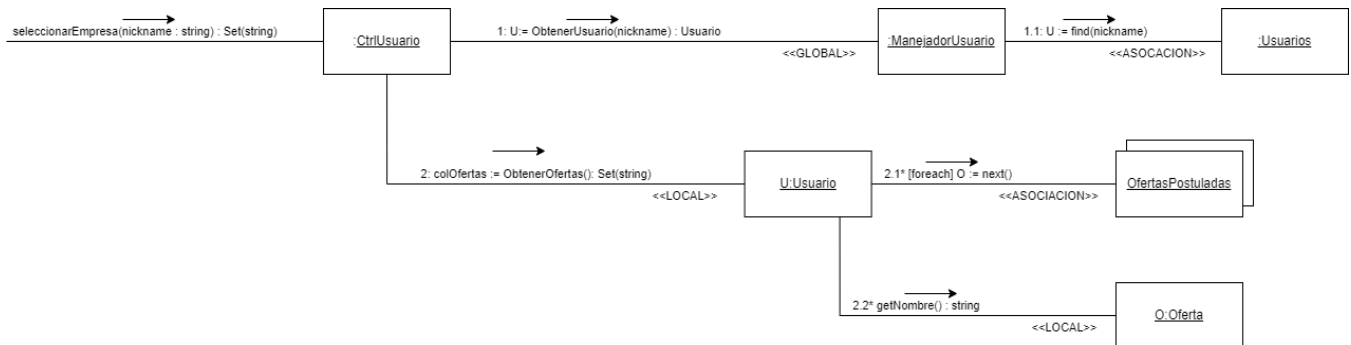 seleccionarEmpresa(nickname : string) : Set(string)
:CtrlUsuario
1: U:= ObtenerUsuario(nickname) : Usuario
<<GLOBAL>>
:ManejadorUsuario
1.1: U := find(nickname)
<<ASOCACION>>
:Usuarios
2: colOfertas := ObtenerOfertas(): Set(string)
<<LOCAL>>
U:Usuario
2.1* [foreach] O := next()
<<ASOCIACION>>
OfertasPostuladas
2.2* getNombre() : string
<<LOCAL>>
O:Oferta